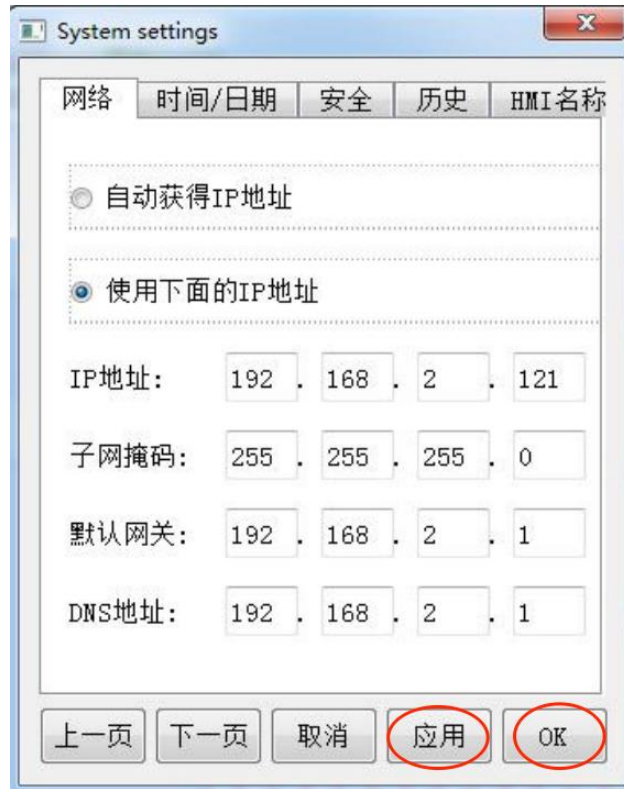 System settings
网络 时间/日期 安全 历史 HMI名称
自动获得IP地址
使用下面的IP地址
IP地址: 192 . 168 . 2 . 121
子网掩码: 255 . 255 . 255 . 0
默认网关: 192 . 168 . 2 . 1
DNS地址: 192 . 168 . 2 . 1
上一页 下一页 取消 应用 OK